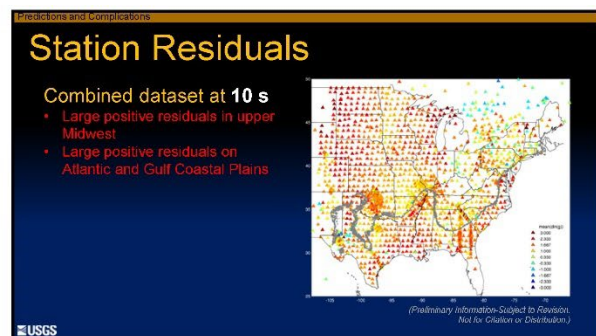 Predictions and Complications
Station Residuals
Combined dataset at 10 s
• Large positive residuals in upper
Midwest
• Large positive residuals on
Atlantic and Gulf Coastal Plains
(Preliminary Information-Subject to Revision.
Not for Citation or Distribution.)
USGS